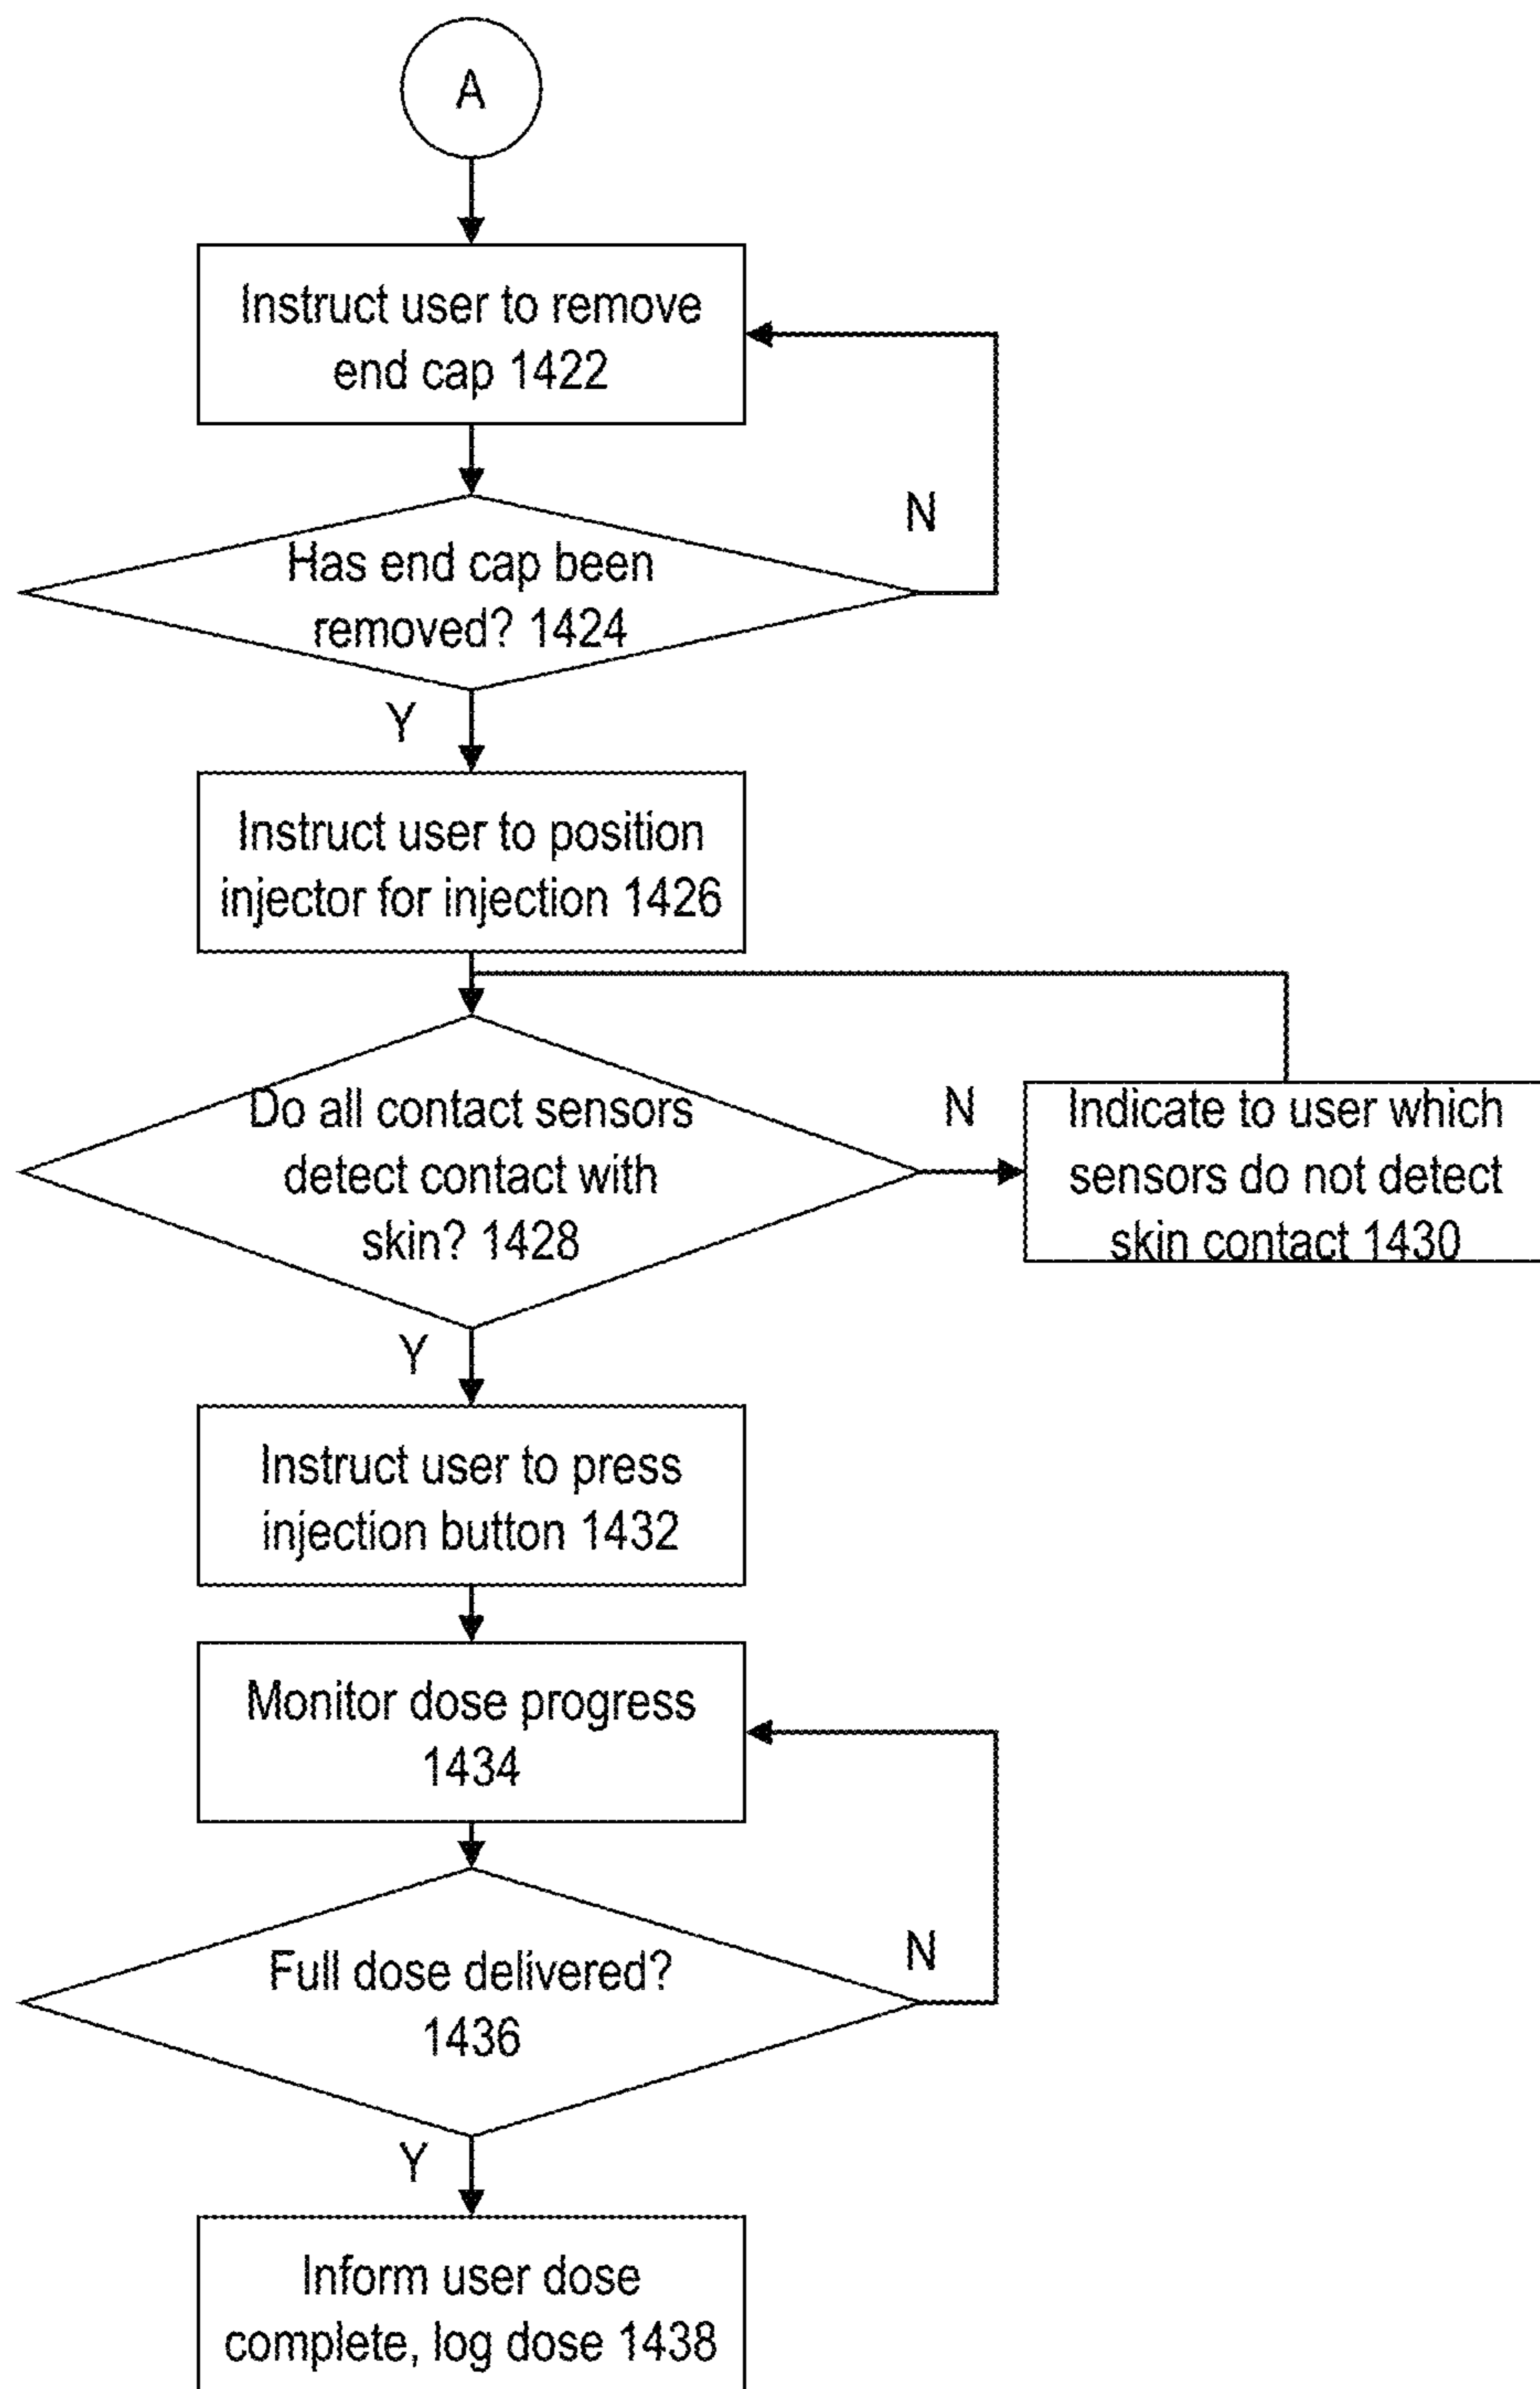 A
Instruct user to remove
end cap 1422
N
Has end cap been
removed? 1424
Y
Instruct user to position
injector for injection 1426
Do all contact sensors
detect contact with
skin? 1428
N
Indicate to user which
sensors do not detect
skin contact 1430
Y
Instruct user to press
injection button 1432
Monitor dose progress
1434
N
Full dose delivered?
1436
Y
Inform user dose
complete, log dose 1438